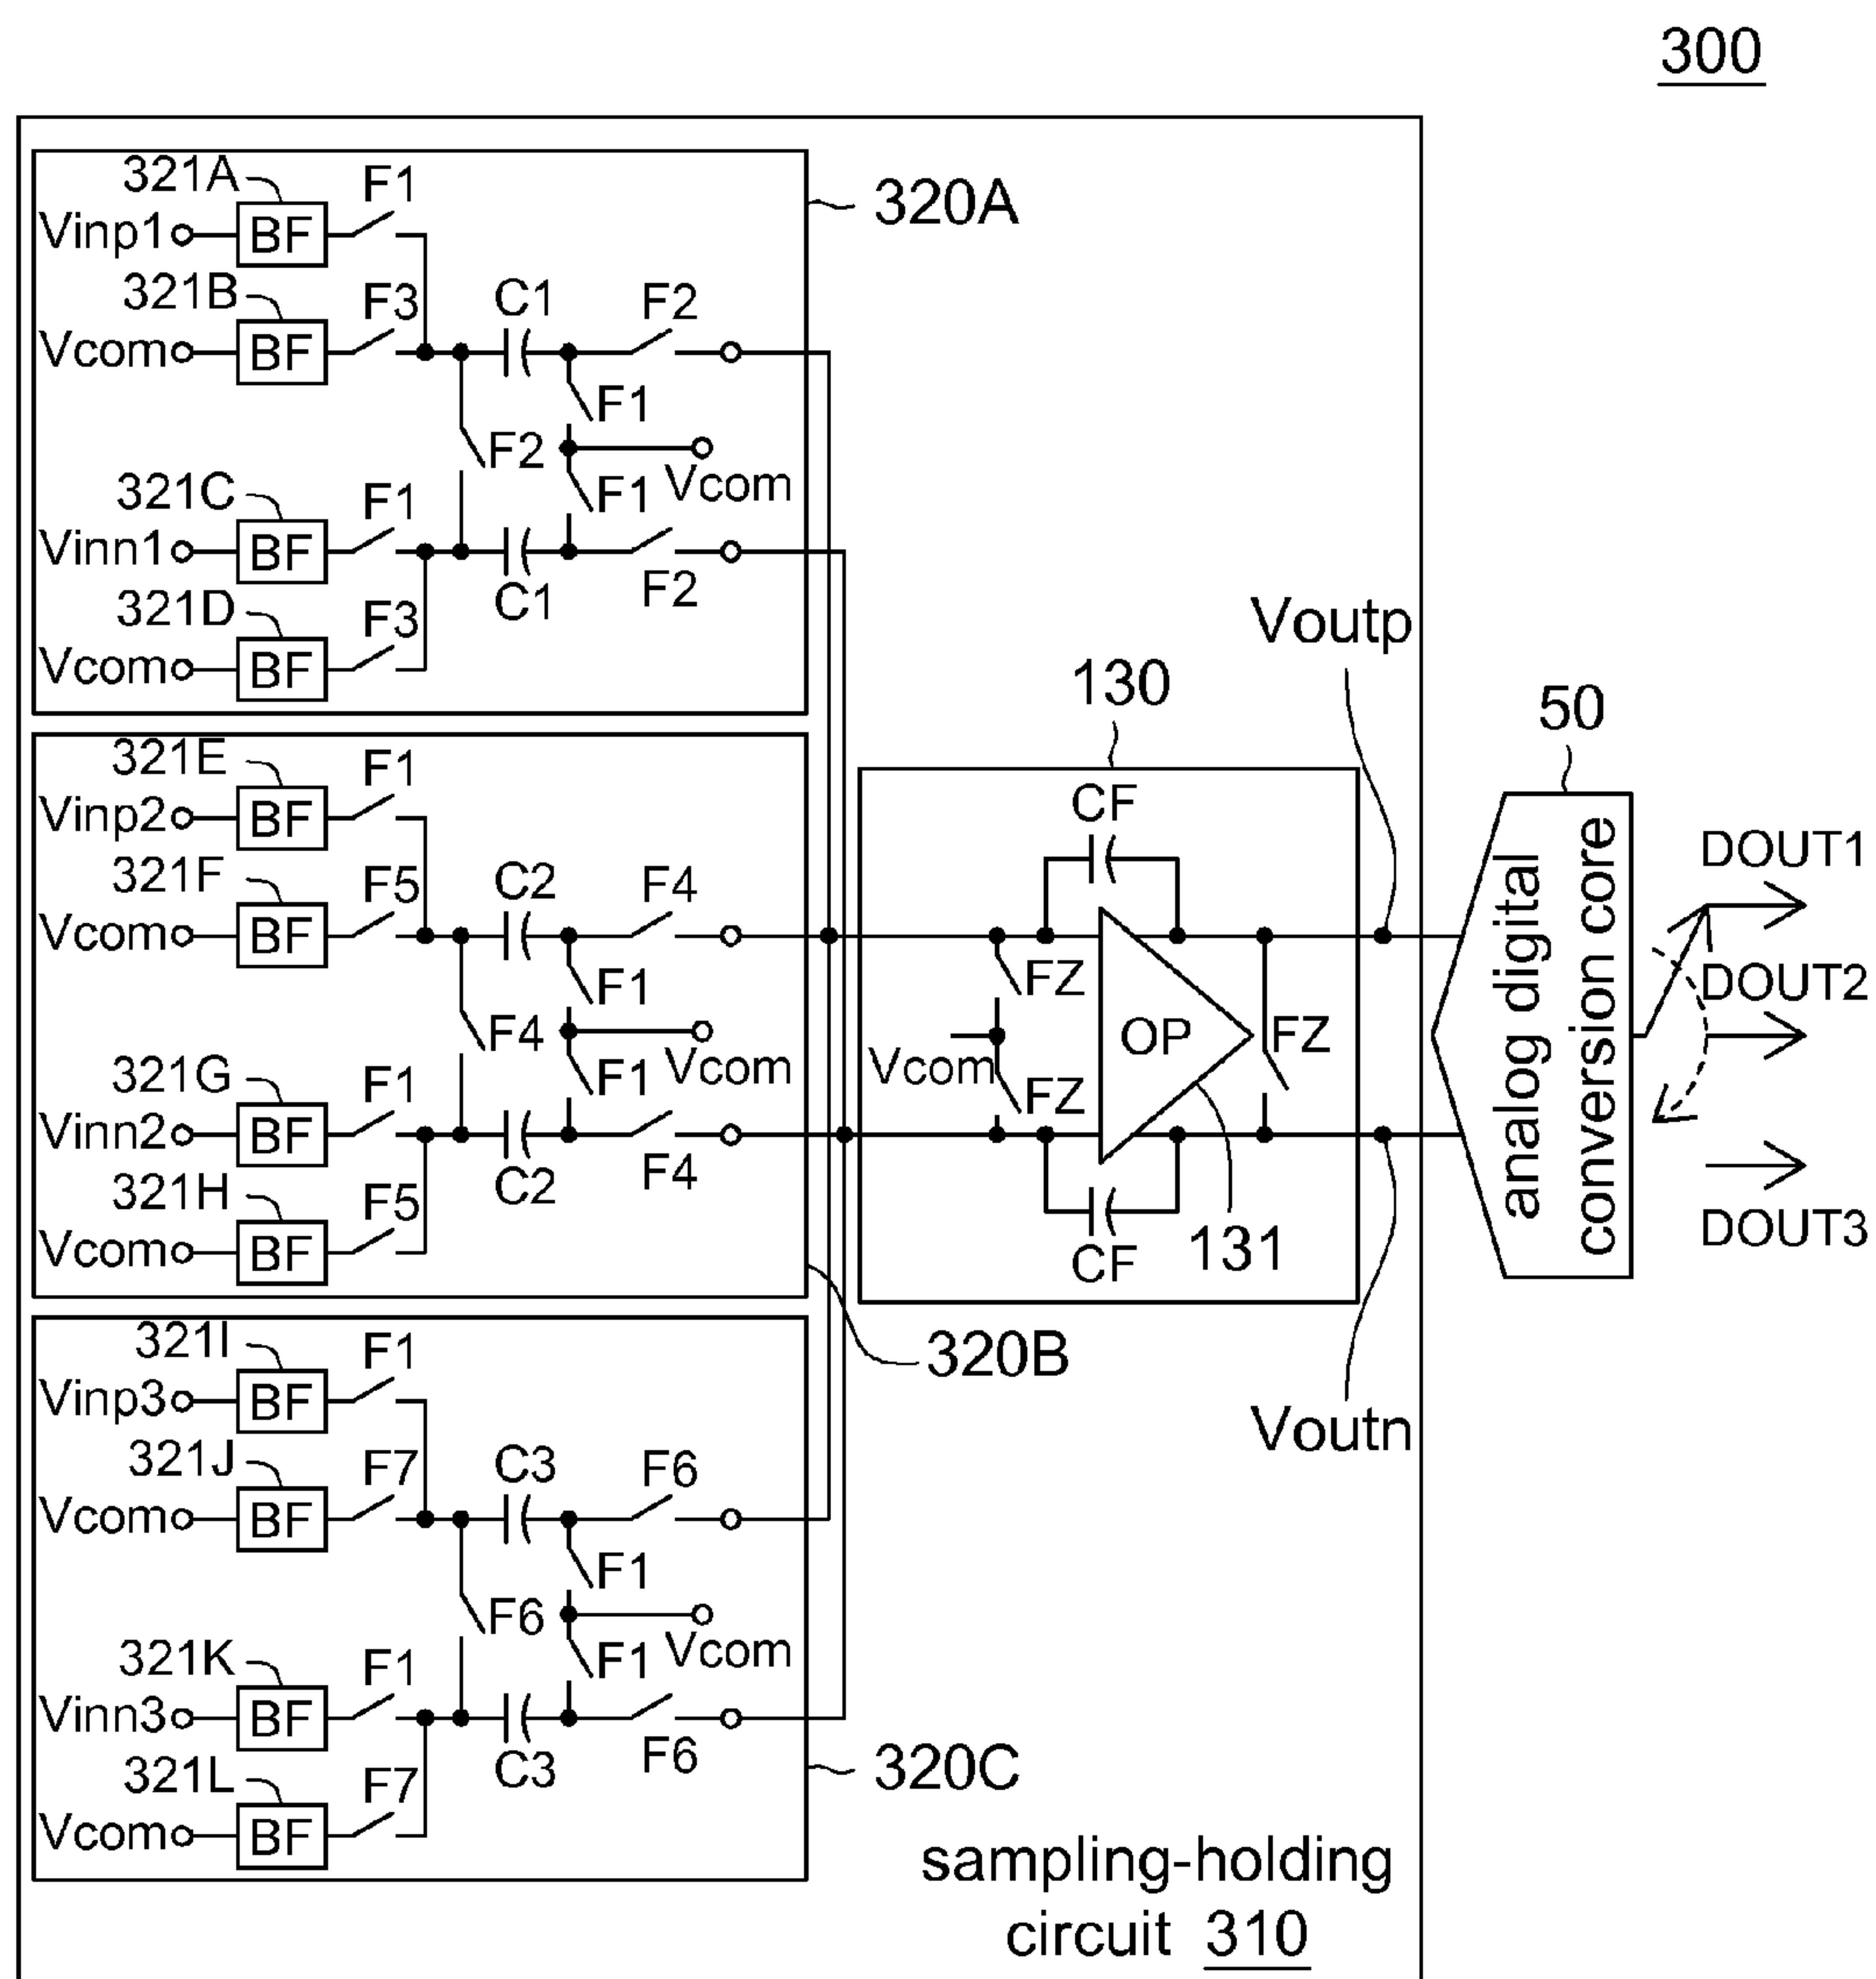 300
321A
F1
Vinp1
BF
320A
321B
F3
C1
F2
Vcom
BF
F1
F2
Vcom
321C
F1
F1
Vinn1
BF
C1
F2
321D
F3
Vcom
BF
Voutp
130
50
321E
F1
Vinp2
BF
CF
DOUT1
321F
F5
C2
F4
Vcom
BF
F1
FZ
DOUT2
F4
Vcom
Vcom
OP
FZ
analog digital
conversion core
321G
F1
F1
FZ
Vinn2
BF
C2
F4
321H
F5
Vcom
BF
CF
131
DOUT3
321I
F1
320B
Vinp3
BF
Voutn
321J
F7
C3
F6
Vcom
BF
F1
F6
Vcom
321K
F1
F1
Vinn3
BF
C3
F6
320C
321L
F7
Vcom
BF
sampling-holding
circuit 310